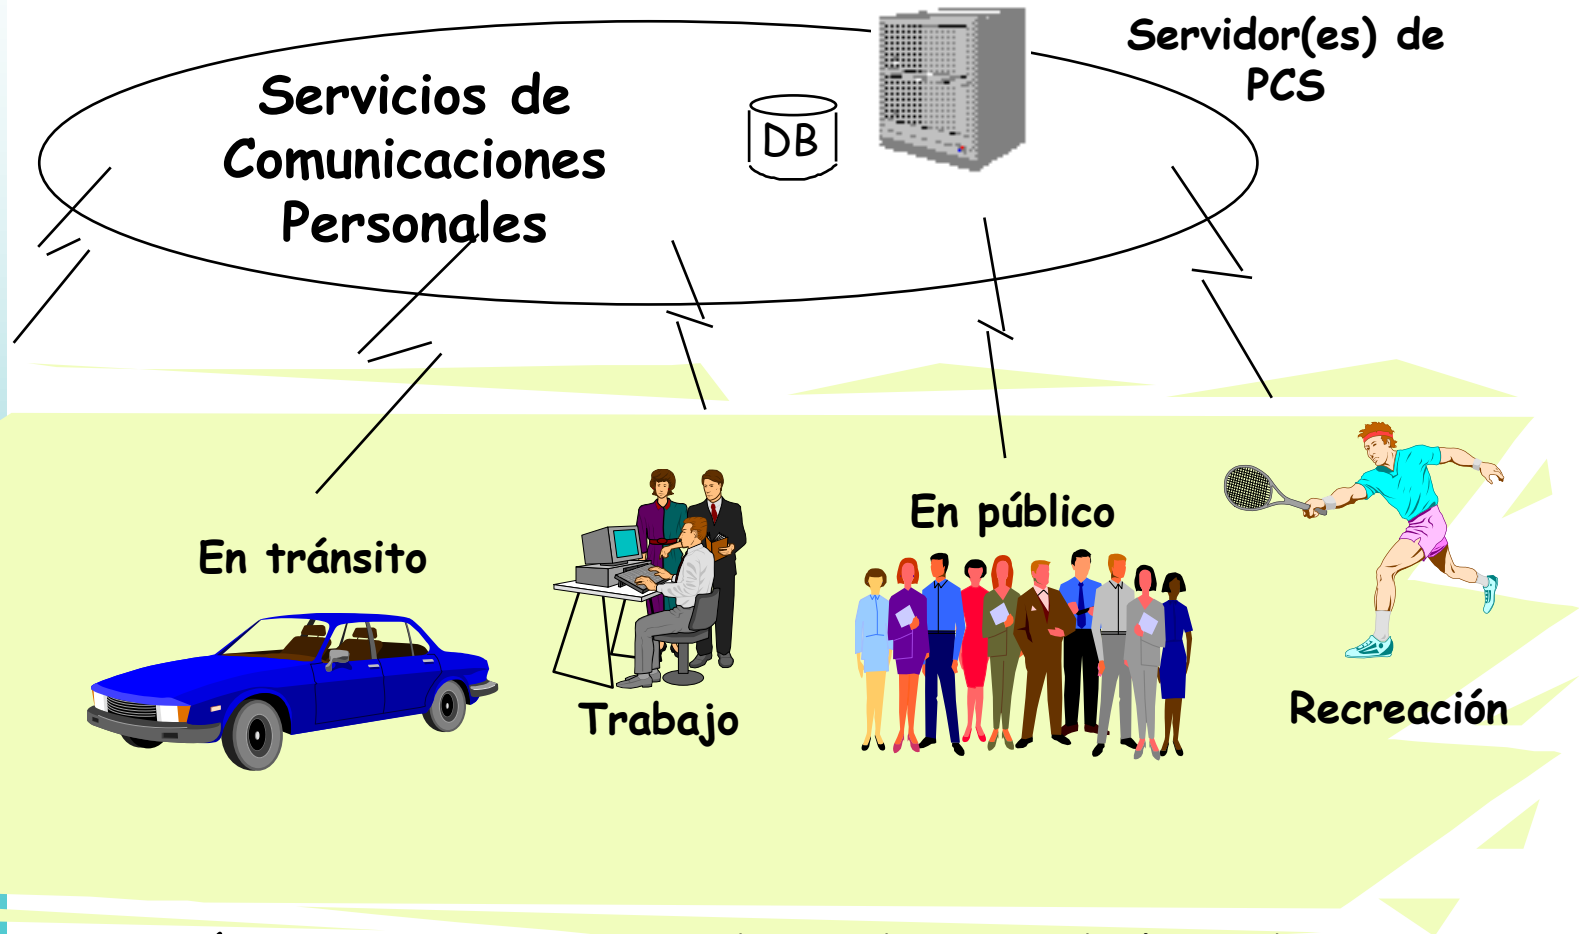 Servidor(es) de
PCS
Servicios de
Comunicaciones
Personales
DB
En público
En tránsito
Trabajo
Recreación